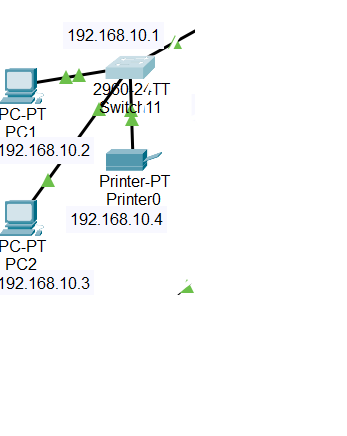 192.168.10.1
2960-24TT
Switch11
PC-PT
PC1
192.168.10.2
Printer-PT
Printer0
192.168.10.4
PC-PT
PC2
192.168.10.3